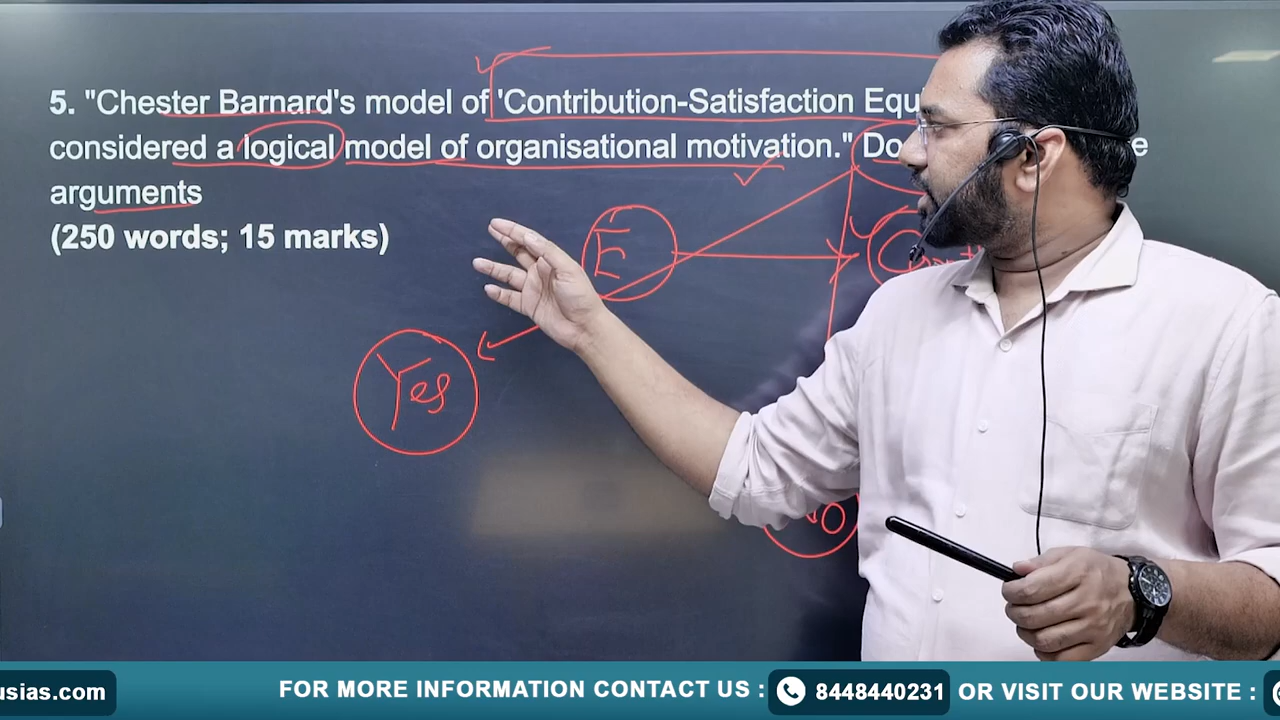 5. "Chester Barnard's model of 'Contribution-Satisfaction Equ
considered a logical model of organisational motivation." Do
arguments
(250 words; 15 marks)
E
Yes
usias.com FOR MORE INFORMATION CONTACT US : 8448440231 OR VISIT OUR WEBSITE :